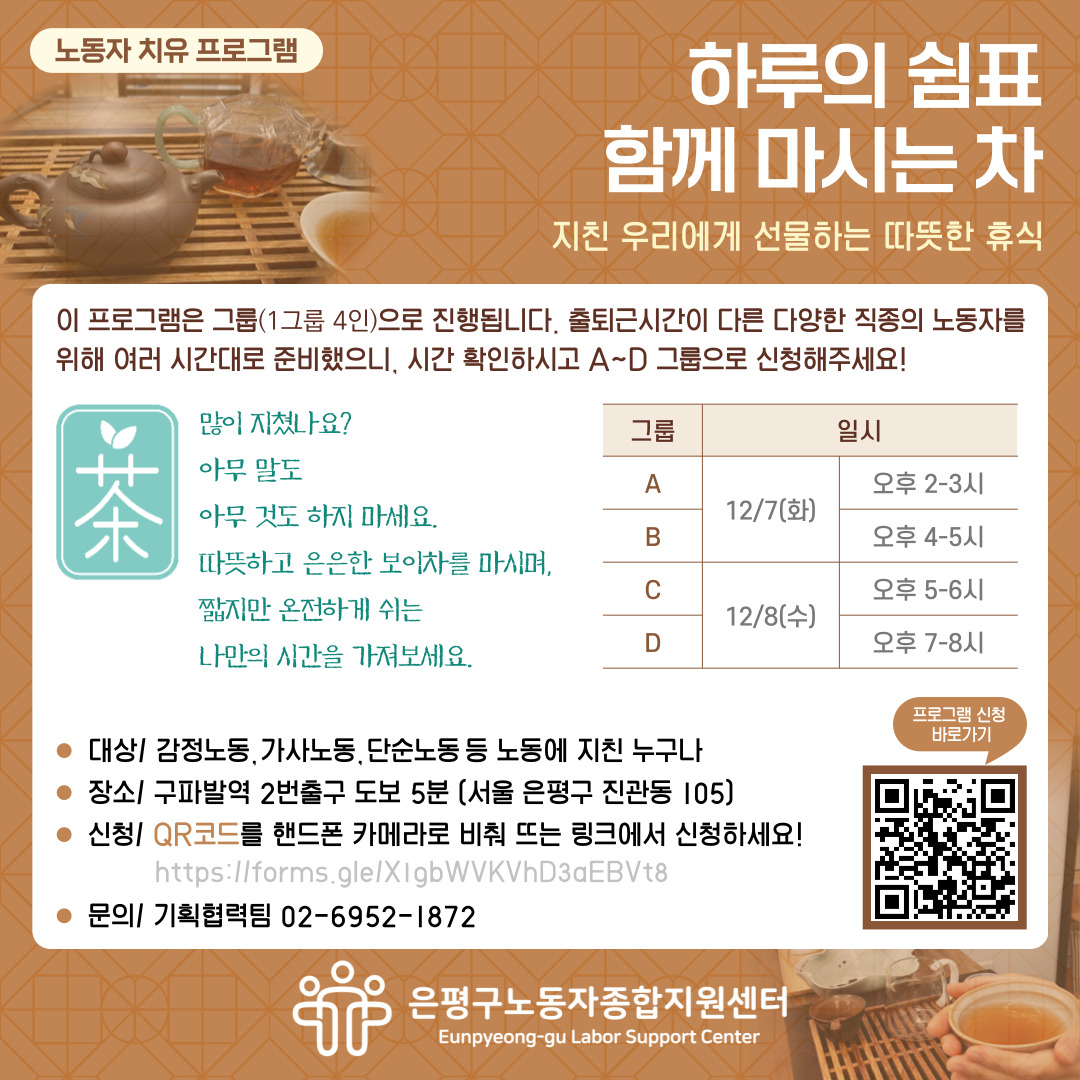 노동자 치유 프로그램
하루의 쉼표
함께 마시는 차
지친 우리에게 선물하는 따뜻한 휴식
이 프로그램은 그룹(1그룹 4인)으로 진행됩니다. 출퇴근시간이 다른 다양한 직종의 노동자를
위해 여러 시간대로 준비했으니, 시간 확인하시고 A~D 그룹으로 신청해주세요!
茶
많이 지쳤나요?
아무 말도
아무 것도 하지 마세요.
따뜻하고 은은한 보이차를 마시며,
짧지만 온전하게 쉬는
나만의 시간을 가져보세요.
그룹 일시
A 12/7(화) 오후 2-3시
B 오후 4-5시
C 12/8(수) 오후 5-6시
D 오후 7-8시
프로그램 신청
바로가기
● 대상/ 감정노동,가사노동,단순노동 등 노동에 지친 누구나
● 장소/ 구파발역 2번출구 도보 5분 (서울 은평구 진관동 105)
● 신청/ QR코드를 핸드폰 카메라로 비춰 뜨는 링크에서 신청하세요!
https://forms.gle/X1gbWVKVhD3aEBVt8
● 문의/ 기획협력팀 02-6952-1872
은평구노동자종합지원센터
Eunpyeong-gu Labor Support Center